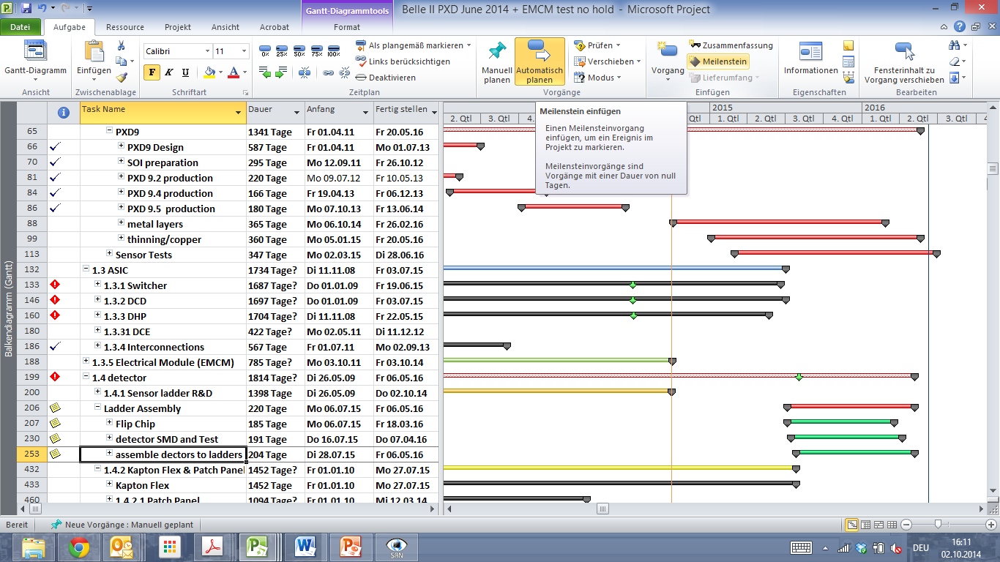 Gantt-Diagrammtools
Belle II PXD June 2014 + EMCM test no hold - Microsoft Project
Datei Aufgabe Ressource Projekt Ansicht Acrobat Format
Gantt-Diagramm
Ansicht
Einfügen
Zwischenablage
Calibri 11
F K U A
Schriftart
0% 25% 50% 75% 100%
Als plangemäß markieren
Links berücksichtigen
Deaktivieren
Zeitplan
Manuell planen
Automatisch planen
Prüfen
Verschieben
Modus
Vorgänge
Vorgang
Zusammenfassung
Meilenstein
Lieferumfang
Einfügen
Informationen
Eigenschaften
Fensterinhalt zu
Vorgang verschieben
Bearbeiten
Meilenstein einfügen
Einen Meilensteinvorgang
einfügen, um ein Ereignis im
Projekt zu markieren.
Meilensteinvorgänge sind
Vorgänge mit einer Dauer von null
Tagen.
Task Name Dauer Anfang Fertig stellen
2015 2016
2. Qtl 3. Qtl 4. Qtl 1. Qtl 2. Qtl 3. Qtl 4. Qtl 1. Qtl 2. Qtl 3. Qtl 4
65 PXD9 1341 Tage Fr 01.04.11 Fr 20.05.16
66 PXD9 Design 587 Tage Fr 01.04.11 Mo 01.07.13
70 SOI preparation 295 Tage Mo 12.09.11 Fr 26.10.12
81 PXD 9.2 production 220 Tage Mo 09.07.12 Fr 10.05.13
84 PXD 9.4 production 166 Tage Fr 19.04.13 Fr 06.12.13
86 PXD 9.5 production 180 Tage Mo 07.10.13 Fr 13.06.14
88 metal layers 365 Tage Mo 06.10.14 Fr 26.02.16
99 thinning/copper 360 Tage Mo 05.01.15 Fr 20.05.16
113 Sensor Tests 347 Tage Mo 02.03.15 Di 28.06.16
132 1.3 ASIC 1734 Tage? Di 11.11.08 Fr 03.07.15
133 1.3.1 Switcher 1687 Tage? Do 01.01.09 Fr 19.06.15
146 1.3.2 DCD 1697 Tage? Do 01.01.09 Fr 03.07.15
160 1.3.3 DHP 1704 Tage? Di 11.11.08 Fr 22.05.15
180 1.3.31 DCE 422 Tage? Mo 02.05.11 Di 11.12.12
186 1.3.4 Interconnections 567 Tage Fr 01.07.11 Mo 02.09.13
188 1.3.5 Electrical Module (EMCM) 785 Tage? Mo 03.10.11 Fr 03.10.14
199 1.4 detector 1814 Tage? Di 26.05.09 Fr 06.05.16
200 1.4.1 Sensor ladder R&D 1398 Tage Di 26.05.09 Do 02.10.14
206 Ladder Assembly 220 Tage Mo 06.07.15 Fr 06.05.16
207 Flip Chip 185 Tage Mo 06.07.15 Fr 18.03.16
230 detector SMD and Test 191 Tage Do 16.07.15 Do 07.04.16
253 assemble dectors to ladders 204 Tage Di 28.07.15 Fr 06.05.16
432 1.4.2 Kapton Flex & Patch Pane 1452 Tage? Fr 01.01.10 Mo 27.07.15
433 Kapton Flex 1452 Tage Fr 01.01.10 Mo 27.07.15
460 1.4.2.1 Patch Panel 1094 Tage? Fr 01.01.10 Mi 12.03.14
Balkendiagramm (Gantt)
Bereit Neue Vorgänge : Manuell geplant
SRN
DEU
16:11
02.10.2014